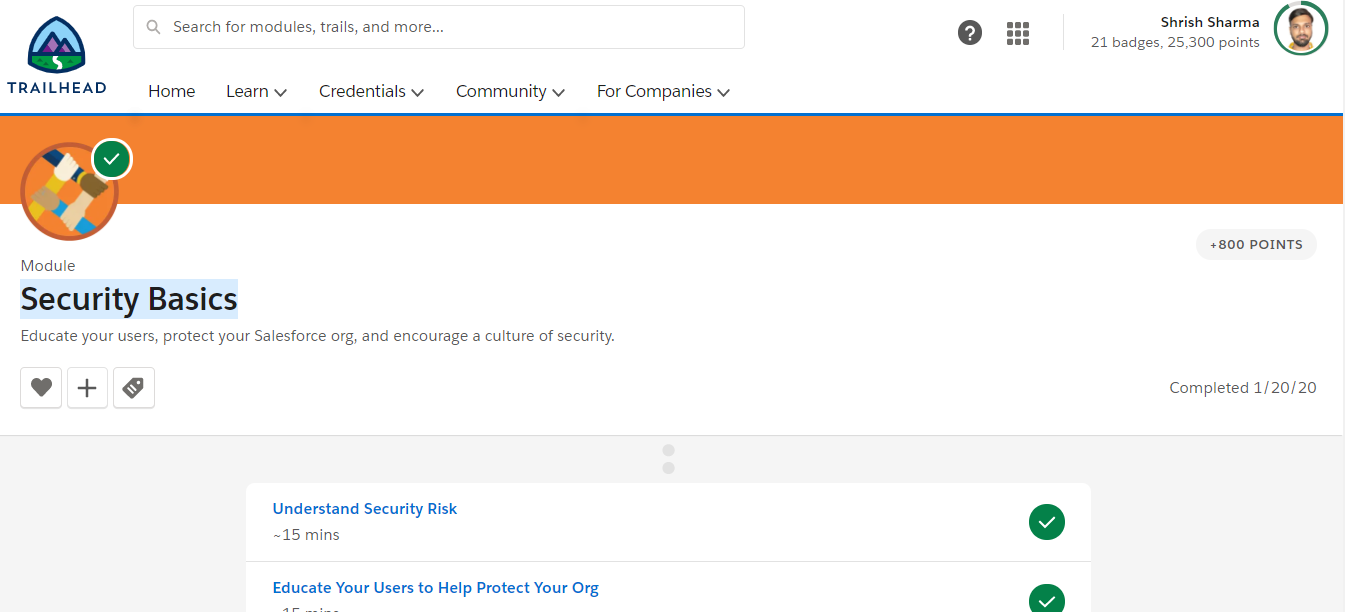 Search for modules, trails, and more...
?
Shrish Sharma
21 badges, 25,300 points
TRAILHEAD
Home
Learn
Credentials
Community
For Companies
+800 POINTS
Module
Security Basics
Educate your users, protect your Salesforce org, and encourage a culture of security.
Completed 1/20/20
Understand Security Risk
~15 mins
Educate Your Users to Help Protect Your Org
~15 mins